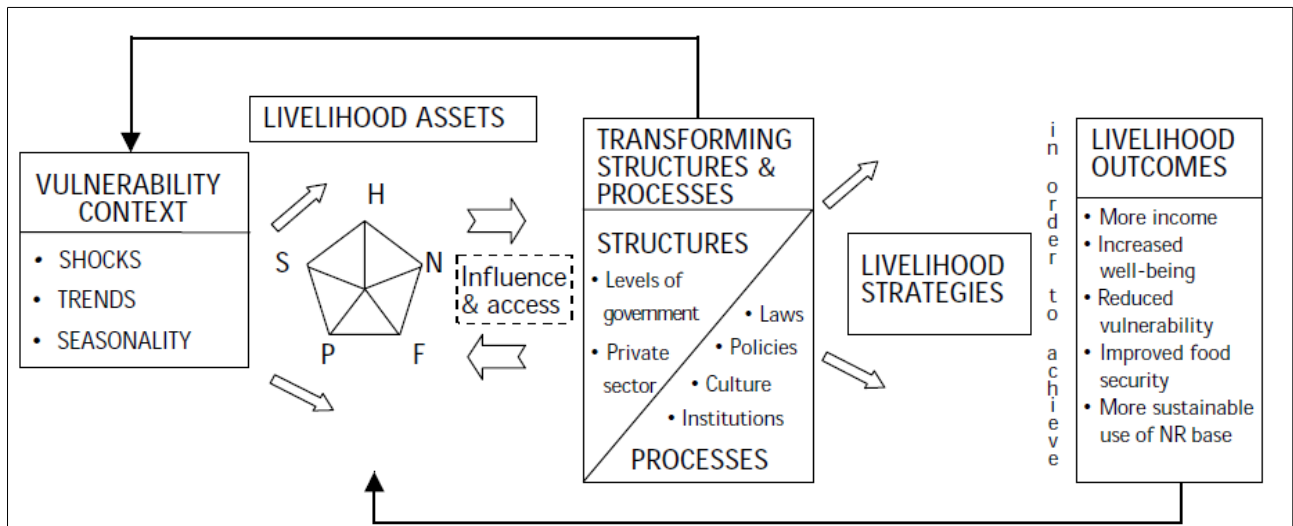 LIVELIHOOD ASSETS
VULNERABILITY
CONTEXT
• SHOCKS
• TRENDS
• SEASONALITY
H
S
N
P
F
Influence
& access
TRANSFORMING
STRUCTURES &
PROCESSES
STRUCTURES
• Levels of
government
• Private
sector
• Laws
• Policies
• Culture
• Institutions
PROCESSES
LIVELIHOOD
STRATEGIES
in order to achieve
LIVELIHOOD
OUTCOMES
• More income
• Increased
well-being
• Reduced
vulnerability
• Improved food
security
• More sustainable
use of NR base